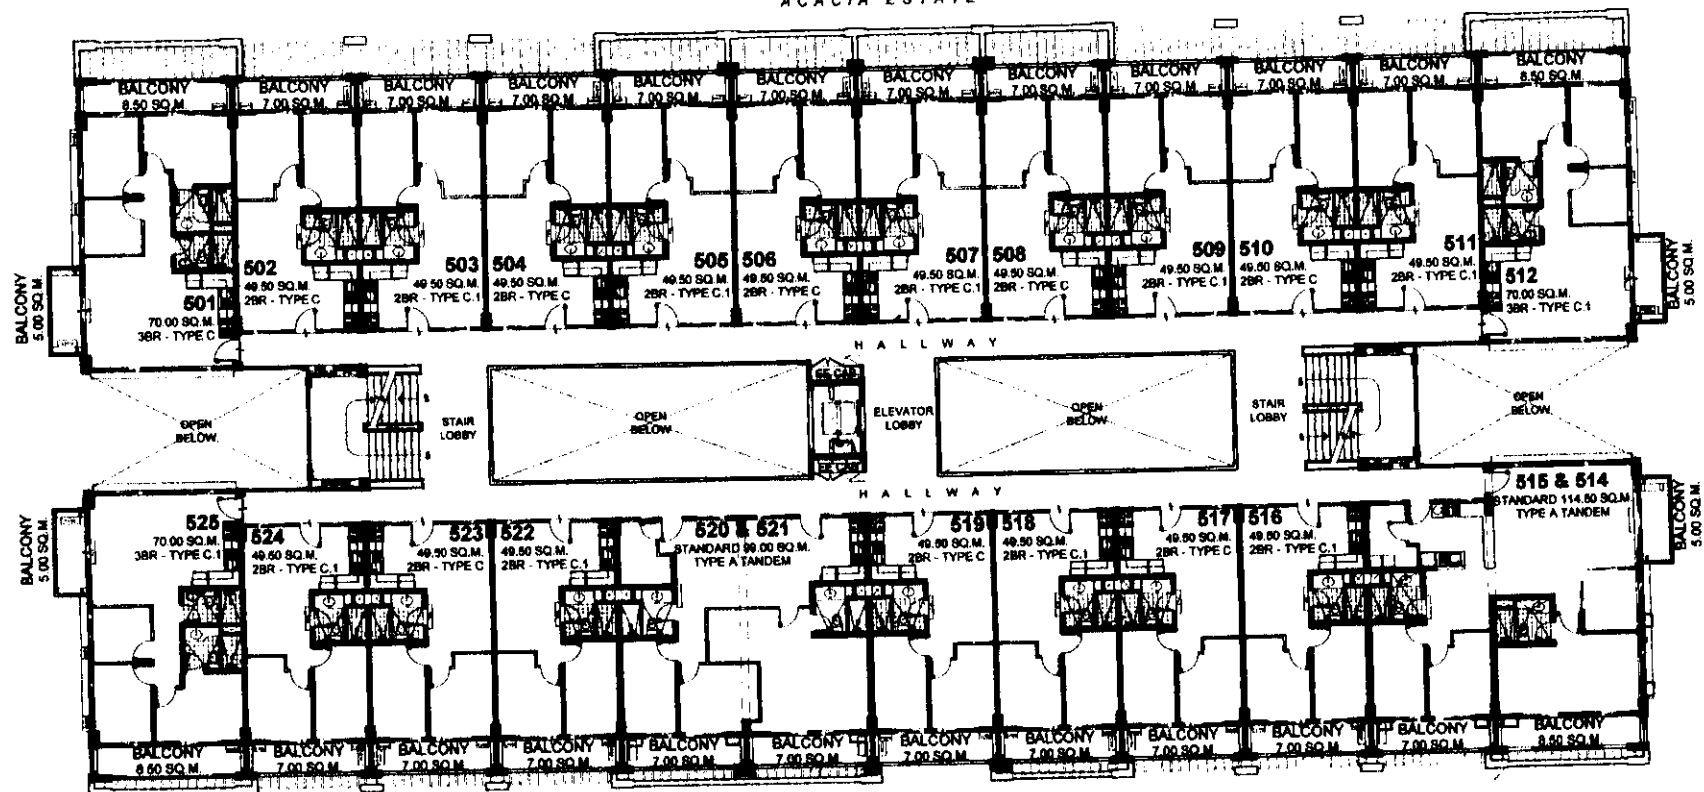 ACACIA ESTATE
BALCONY
8.50 SQ.M
BALCONY
7.00 SQ.M
BALCONY
7.00 SQ.M
BALCONY
7.00 SQ.M
BALCONY
7.00 SQ.M
BALCONY
7.00 SQ.M
BALCONY
7.00 SQ.M
BALCONY
7.00 SQ.M
BALCONY
7.00 SQ.M
BALCONY
7.00 SQ.M
BALCONY
7.00 SQ.M
BALCONY
8.50 SQ.M
BALCONY
5.00 SQ.M.
501
70.00 SQ.M.
3BR - TYPE C
502
49.50 SQ.M.
2BR - TYPE C
503
49.50 SQ.M.
2BR - TYPE C.1
504
49.50 SQ.M.
2BR - TYPE C
505
49.50 SQ.M.
2BR - TYPE C.1
506
49.50 SQ.M.
2BR - TYPE C
507
49.50 SQ.M.
2BR - TYPE C.1
508
49.50 SQ.M.
2BR - TYPE C
509
49.50 SQ.M.
2BR - TYPE C.1
510
49.50 SQ.M.
2BR - TYPE C
511
49.50 SQ.M.
2BR - TYPE C.1
512
70.00 SQ.M.
3BR - TYPE C.1
BALCONY
5.00 SQ.M.
HALLWAY
OPEN
BELOW
STAIR
LOBBY
OPEN
BELOW
EE CAB
EE CAB
ELEVATOR
LOBBY
OPEN
BELOW
STAIR
LOBBY
OPEN
BELOW
HALLWAY
BALCONY
5.00 SQ.M.
525
70.00 SQ.M.
3BR - TYPE C.1
524
49.50 SQ.M.
2BR - TYPE C.1
523
49.50 SQ.M.
2BR - TYPE C
522
49.50 SQ.M.
2BR - TYPE C.1
520 & 521
STANDARD 99.00 SQ.M.
TYPE A TANDEM
519
49.50 SQ.M.
2BR - TYPE C
518
49.50 SQ.M.
2BR - TYPE C.1
517
49.50 SQ.M.
2BR - TYPE C
516
49.50 SQ.M.
2BR - TYPE C.1
515 & 514
STANDARD 114.50 SQ.M
TYPE A TANDEM
BALCONY
5.00 SQ.M.
BALCONY
8.50 SQ.M
BALCONY
7.00 SQ.M
BALCONY
7.00 SQ.M
BALCONY
7.00 SQ.M
BALCONY
7.00 SQ.M
BALCONY
7.00 SQ.M
BALCONY
7.00 SQ.M
BALCONY
7.00 SQ.M
BALCONY
7.00 SQ.M
BALCONY
7.00 SQ.M
BALCONY
7.00 SQ.M
BALCONY
8.50 SQ.M